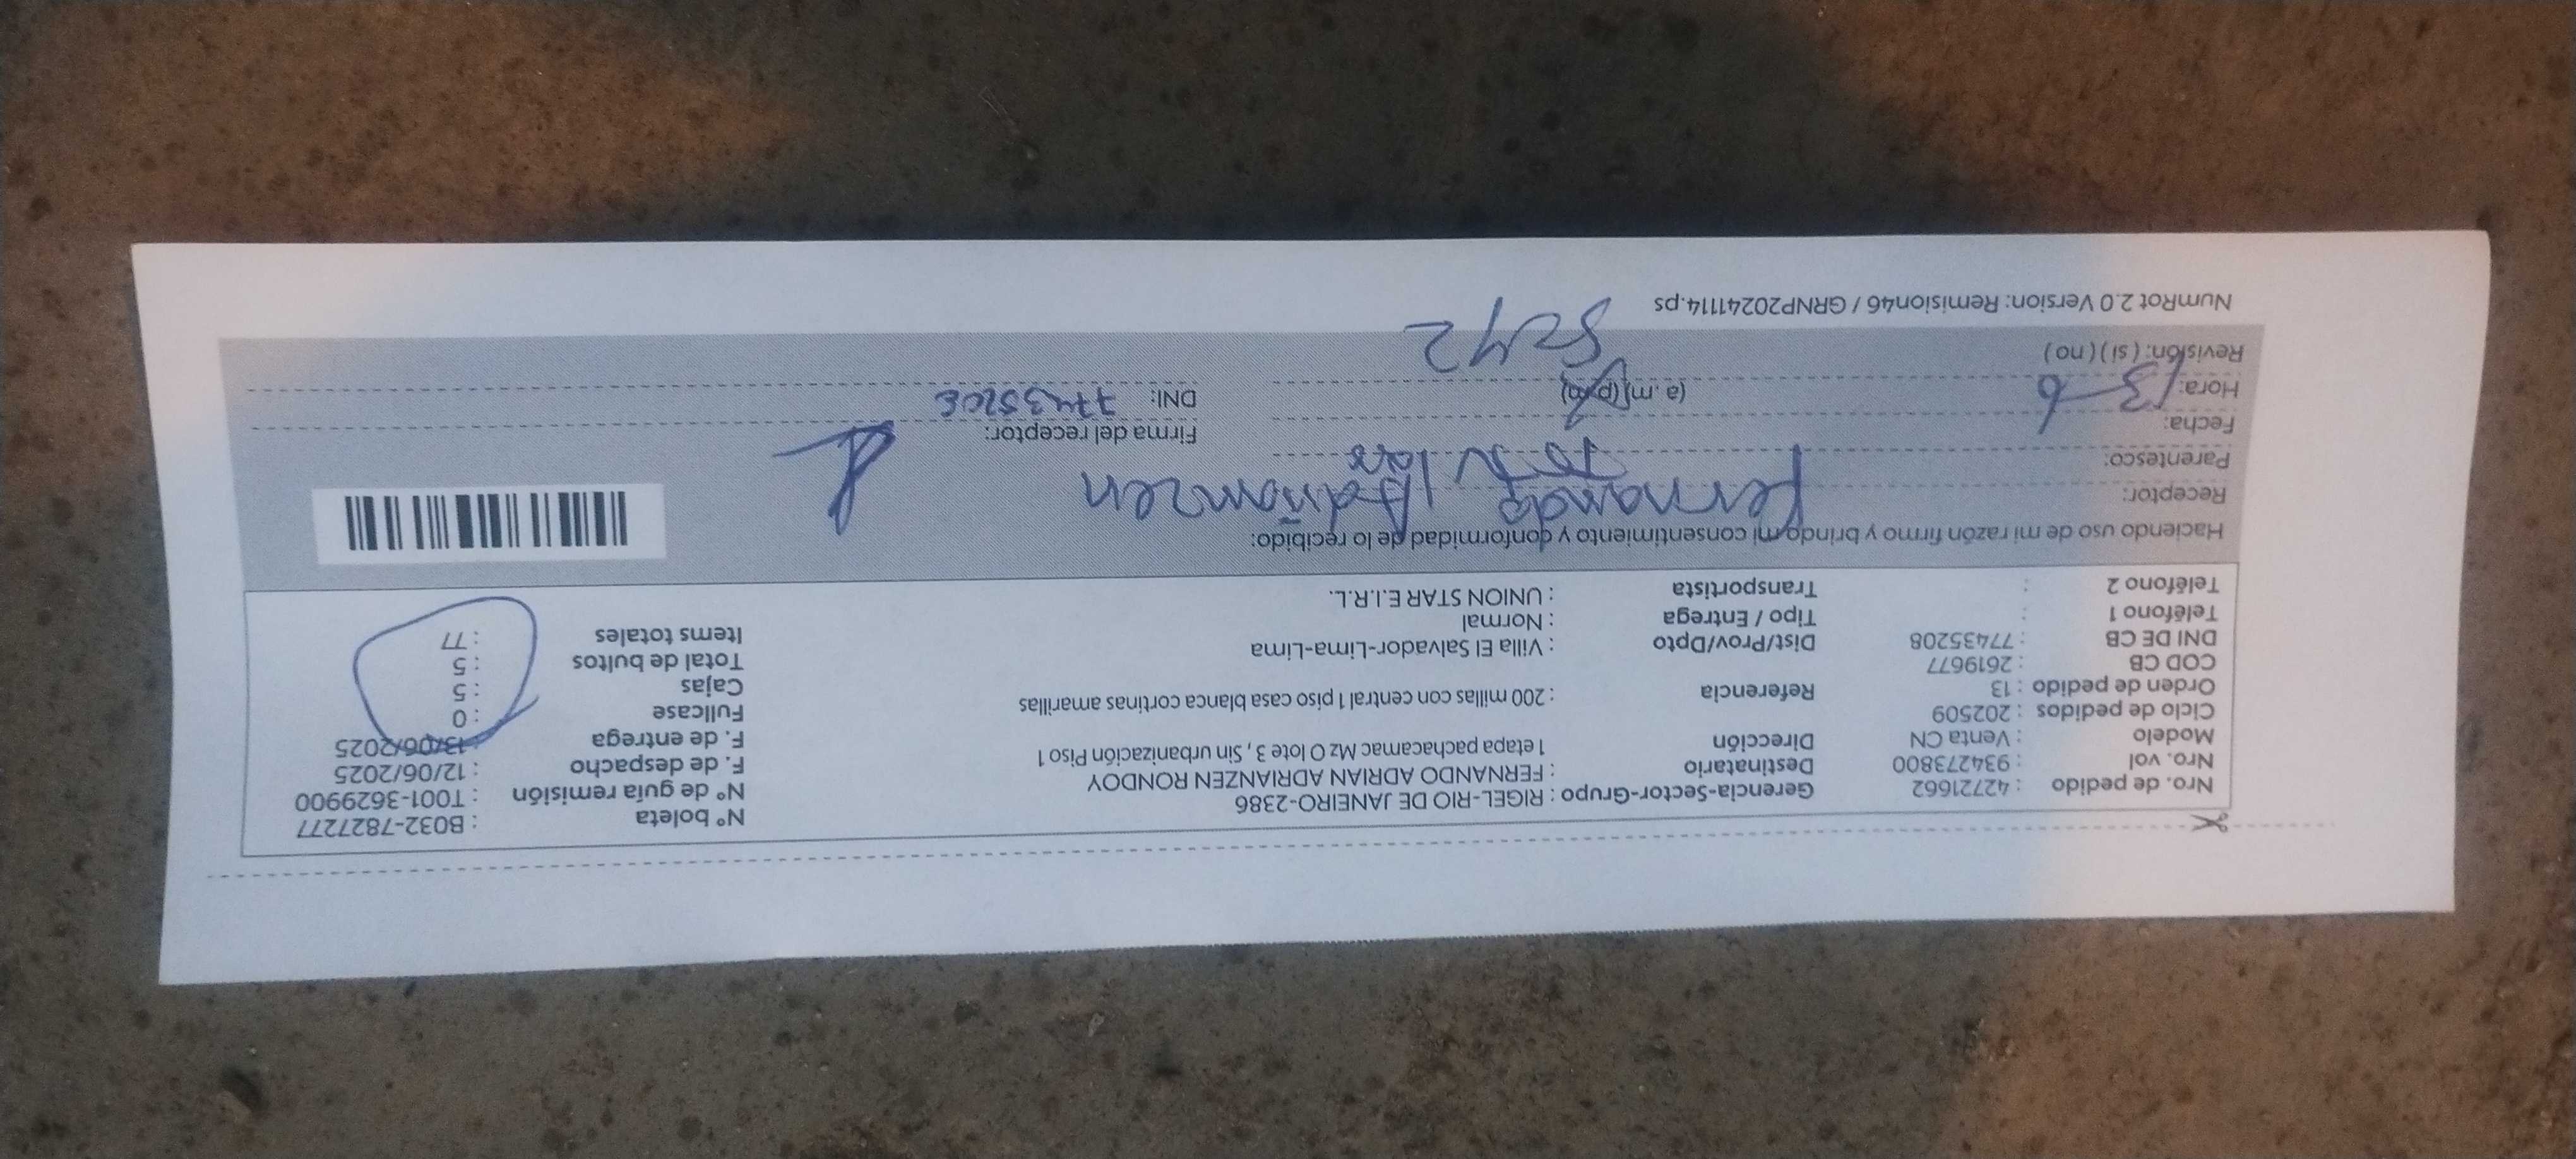 Nro. de pedido : 42721662 Gerencia-Sector-Grupo : RIGEL-RIO DE JANEIRO-2386 N° boleta : B032-7827277
Nro. vol : 934273800 Destinatario : FERNANDO ADRIAN ADRIANZEN RONDOY N° de guía remisión : T001-3629900
Modelo : Venta CN Dirección 1 etapa pachacamac Mz O lote 3 , Sin urbanización Piso 1 F. de despacho : 12/06/2025
Ciclo de pedidos : 202509 F. de entrega : 13/06/2025
Orden de pedido : 13 Referencia : 200 millas con central 1 piso casa blanca cortinas amarillas Fullcase : 0
COD CB : 2619677 Cajas : 5
DNI DE CB : 77435208 Dist/Prov/Dpto : Villa El Salvador-Lima-Lima Total de bultos : 5
Teléfono 1 : Tipo / Entrega : Normal Items totales : 77
Teléfono 2 : Transportista : UNION STAR E.I.R.L.
Haciendo uso de mi razón firmo y brindo mi consentimiento y conformidad de lo recibido:
Receptor: Fernando
Parentesco: Titular
Fecha: 13-6 Firma del receptor:
Hora: (a.m) (p.m) DNI: 77435208
Revisión: ( si ) ( no )
NumRot 2.0 Version: Remision46 / GRNP20241114.ps